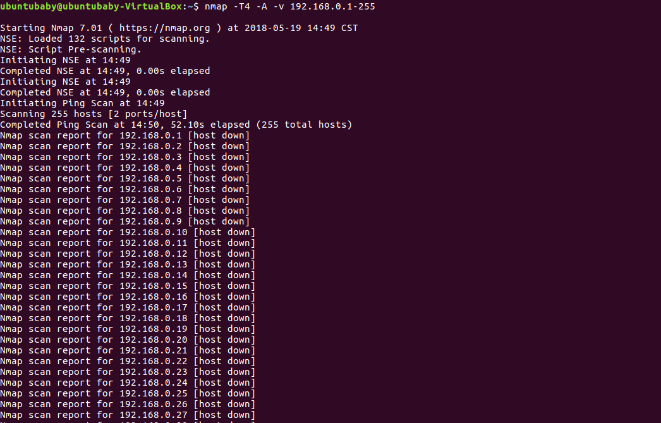 ubuntubaby@ubuntubaby-VirtualBox:~$ nmap -T4 -A -v 192.168.0.1-255
Starting Nmap 7.01 ( https://nmap.org ) at 2018-05-19 14:49 CST
NSE: Loaded 132 scripts for scanning.
NSE: Script Pre-scanning.
Initiating NSE at 14:49
Completed NSE at 14:49, 0.00s elapsed
Initiating NSE at 14:49
Completed NSE at 14:49, 0.00s elapsed
Initiating Ping Scan at 14:49
Scanning 255 hosts [2 ports/host]
Completed Ping Scan at 14:50, 52.10s elapsed (255 total hosts)
Nmap scan report for 192.168.0.1 [host down]
Nmap scan report for 192.168.0.2 [host down]
Nmap scan report for 192.168.0.3 [host down]
Nmap scan report for 192.168.0.4 [host down]
Nmap scan report for 192.168.0.5 [host down]
Nmap scan report for 192.168.0.6 [host down]
Nmap scan report for 192.168.0.7 [host down]
Nmap scan report for 192.168.0.8 [host down]
Nmap scan report for 192.168.0.9 [host down]
Nmap scan report for 192.168.0.10 [host down]
Nmap scan report for 192.168.0.11 [host down]
Nmap scan report for 192.168.0.12 [host down]
Nmap scan report for 192.168.0.13 [host down]
Nmap scan report for 192.168.0.14 [host down]
Nmap scan report for 192.168.0.15 [host down]
Nmap scan report for 192.168.0.16 [host down]
Nmap scan report for 192.168.0.17 [host down]
Nmap scan report for 192.168.0.18 [host down]
Nmap scan report for 192.168.0.19 [host down]
Nmap scan report for 192.168.0.20 [host down]
Nmap scan report for 192.168.0.21 [host down]
Nmap scan report for 192.168.0.22 [host down]
Nmap scan report for 192.168.0.23 [host down]
Nmap scan report for 192.168.0.24 [host down]
Nmap scan report for 192.168.0.25 [host down]
Nmap scan report for 192.168.0.26 [host down]
Nmap scan report for 192.168.0.27 [host down]